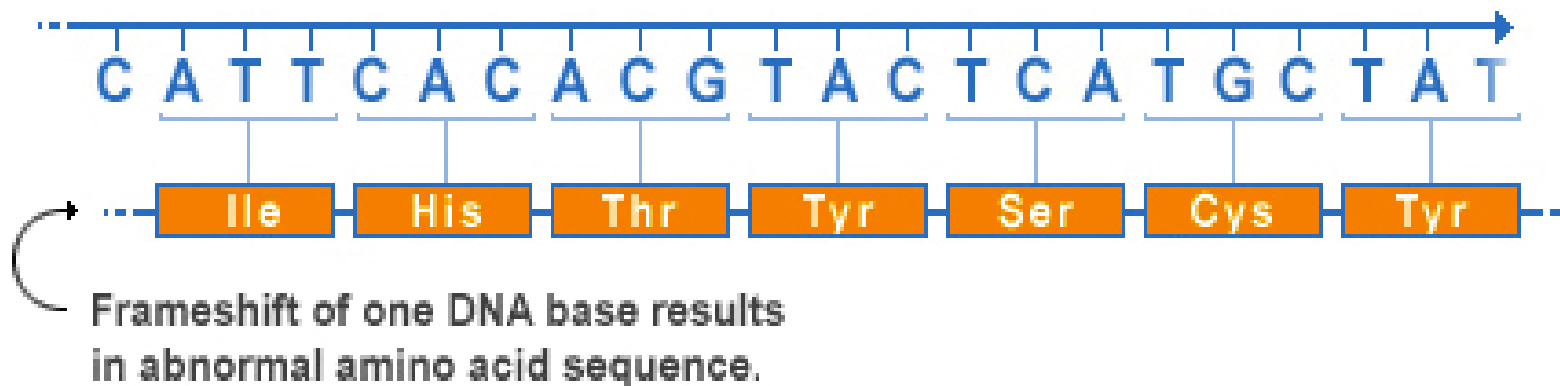 C A T T C A C A C G T A C T C A T G C T A T
Ile His Thr Tyr Ser Cys Tyr
Frameshift of one DNA base results
in abnormal amino acid sequence.